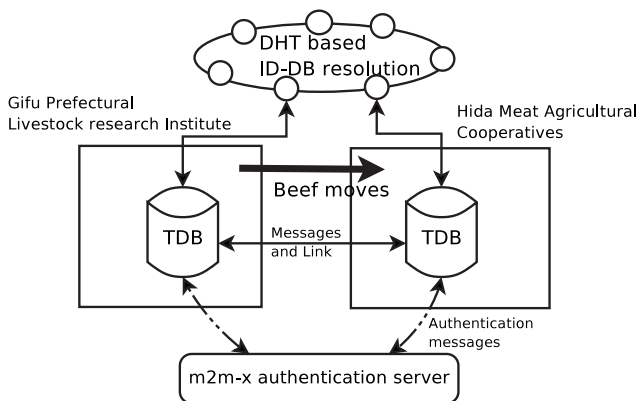 DHT based
ID-DB resolution
Gifu Prefectural
Livestock research Institute
Hida Meat Agricultural
Cooperatives
Beef moves
TDB
Messages
and Link
TDB
Authentication
messages
m2m-x authentication server